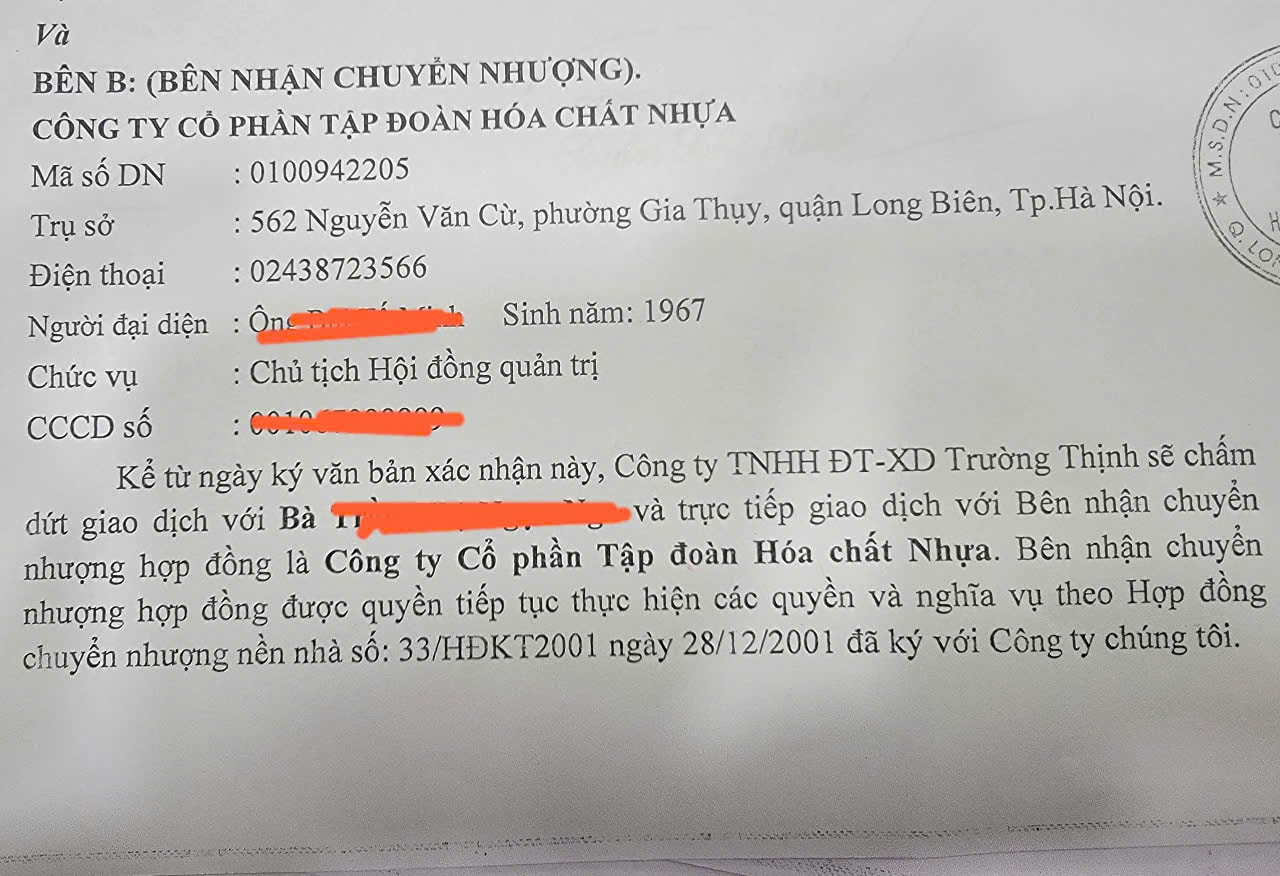 Và
BÊN B: (BÊN NHẬN CHUYỂN NHƯỢNG).
CÔNG TY CỔ PHẦN TẬP ĐOÀN HÓA CHẤT NHỰA
Mã số DN : 0100942205
Trụ sở : 562 Nguyễn Văn Cừ, phường Gia Thụy, quận Long Biên, Tp.Hà Nội.
Điện thoại : 02438723566
Người đại diện : Ông Sinh năm: 1967
Chức vụ : Chủ tịch Hội đồng quản trị
CCCD số :
Kể từ ngày ký văn bản xác nhận này, Công ty TNHH ĐT-XD Trường Thịnh sẽ chấm
dứt giao dịch với Bà và trực tiếp giao dịch với Bên nhận chuyển
nhượng hợp đồng là Công ty Cổ phần Tập đoàn Hóa chất Nhựa. Bên nhận chuyển
nhượng hợp đồng được quyền tiếp tục thực hiện các quyền và nghĩa vụ theo Hợp đồng
chuyển nhượng nền nhà số: 33/HĐKT2001 ngày 28/12/2001 đã ký với Công ty chúng tôi.
M.S.D.N:010